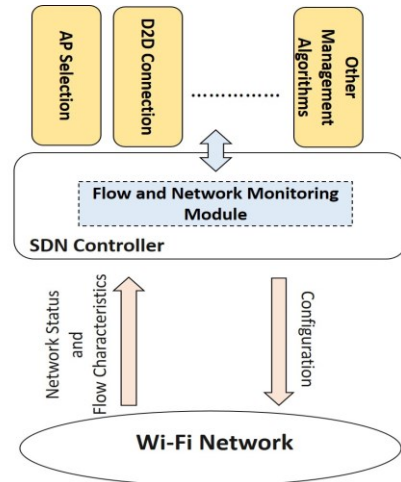 AP Selection
D2D Connection
................
Other
Management
Algorithms
Flow and Network Monitoring
Module
SDN Controller
Network Status
and
Flow Characteristics
Configuration
Wi-Fi Network